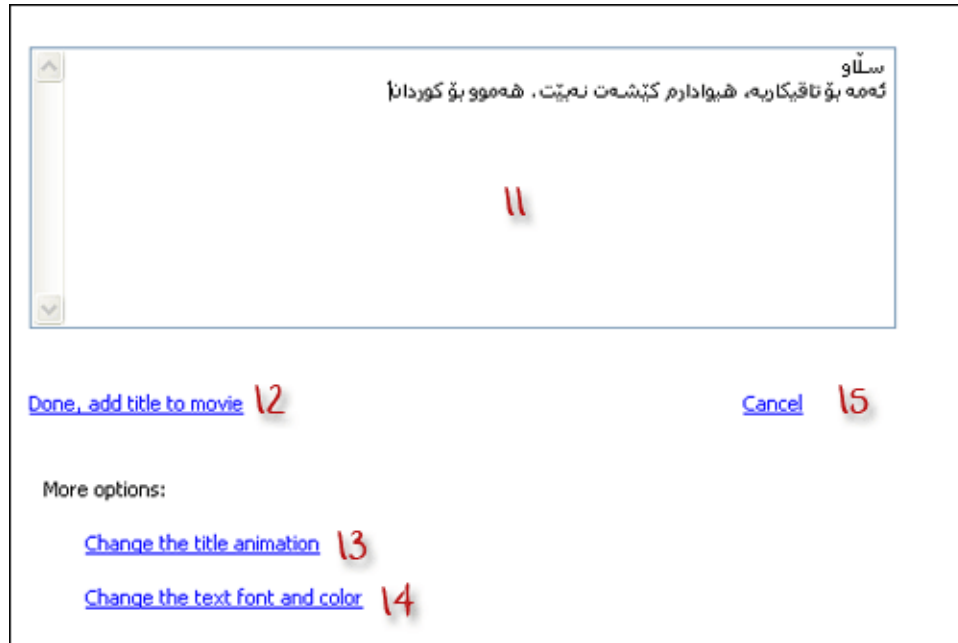 سڵاو
ئەمە بۆ تاقیکاریە، هیوادارم کێشەت نەبێت، هەموو بۆ کوردانا
11
Done, add title to movie 12
Cancel 15
More options:
Change the title animation 13
Change the text font and color 14